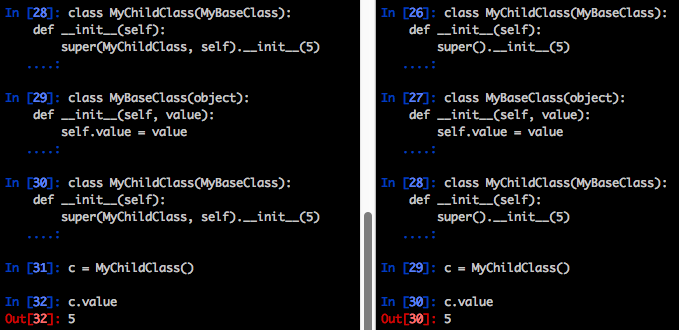 In [28]: class MyChildClass(MyBaseClass):
    def __init__(self):
        super(MyChildClass, self).__init__(5)
   ....:
In [29]: class MyBaseClass(object):
    def __init__(self, value):
        self.value = value
   ....:
In [30]: class MyChildClass(MyBaseClass):
    def __init__(self):
        super(MyChildClass, self).__init__(5)
   ....:
In [31]: c = MyChildClass()
In [32]: c.value
Out[32]: 5
In [26]: class MyChildClass(MyBaseClass):
    def __init__(self):
        super().__init__(5)
   ....:
In [27]: class MyBaseClass(object):
    def __init__(self, value):
        self.value = value
   ....:
In [28]: class MyChildClass(MyBaseClass):
    def __init__(self):
        super().__init__(5)
   ....:
In [29]: c = MyChildClass()
In [30]: c.value
Out[30]: 5